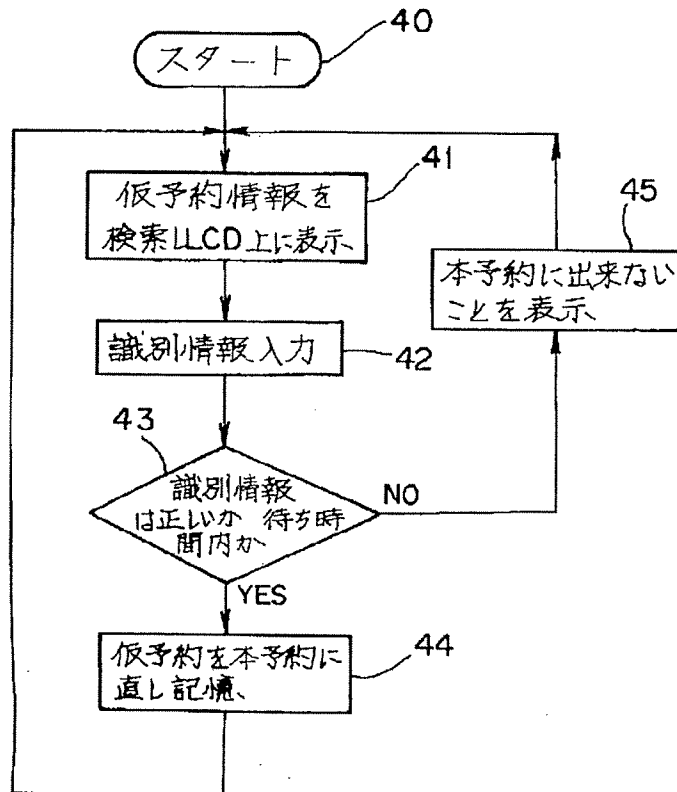 40
スタート
41
仮予約情報を
検索しLCD上に表示
45
本予約に出来ない
ことを表示
識別情報入力
42
43
識別情報
は正しいか 待ち時
間内か
NO
YES
仮予約を本予約に
直し記憶
44